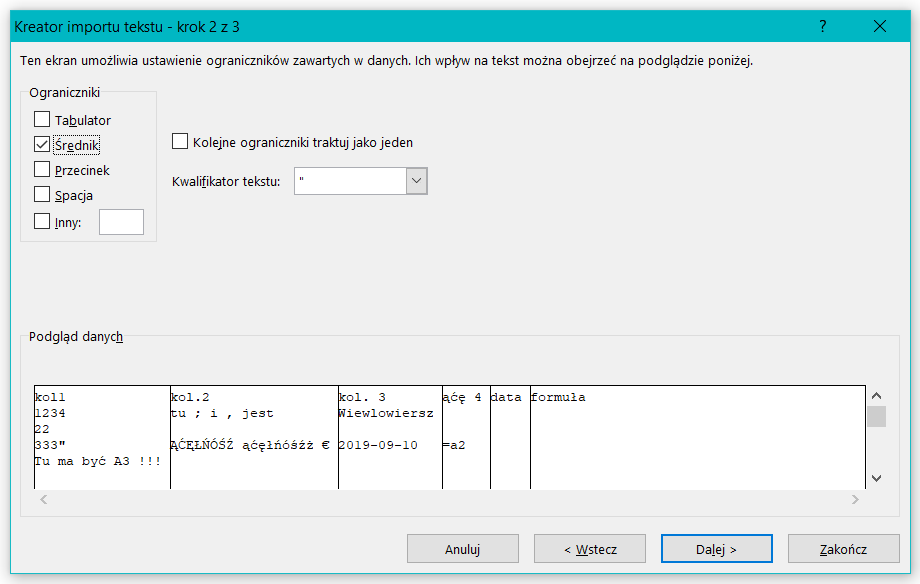 Kreator importu tekstu - krok 2 z 3
?
Ten ekran umożliwia ustawienie ograniczników zawartych w danych. Ich wpływ na tekst można obejrzeć na podglądzie poniżej.
Ograniczniki
Tabulator
Średnik
Przecinek
Spacja
Inny:
Kolejne ograniczniki traktuj jako jeden
Kwalifikator tekstu: "
Podgląd danych
kol1 kol.2 kol. 3 ąćę 4 data formuła
1234 tu ; i , jest Wiewlowiersz
22
333" ĄĆĘŁŃÓŚŹ ąćęłńóśźż € 2019-09-10 =a2
Tu ma być A3 !!!
Anuluj < Wstecz Dalej > Zakończ